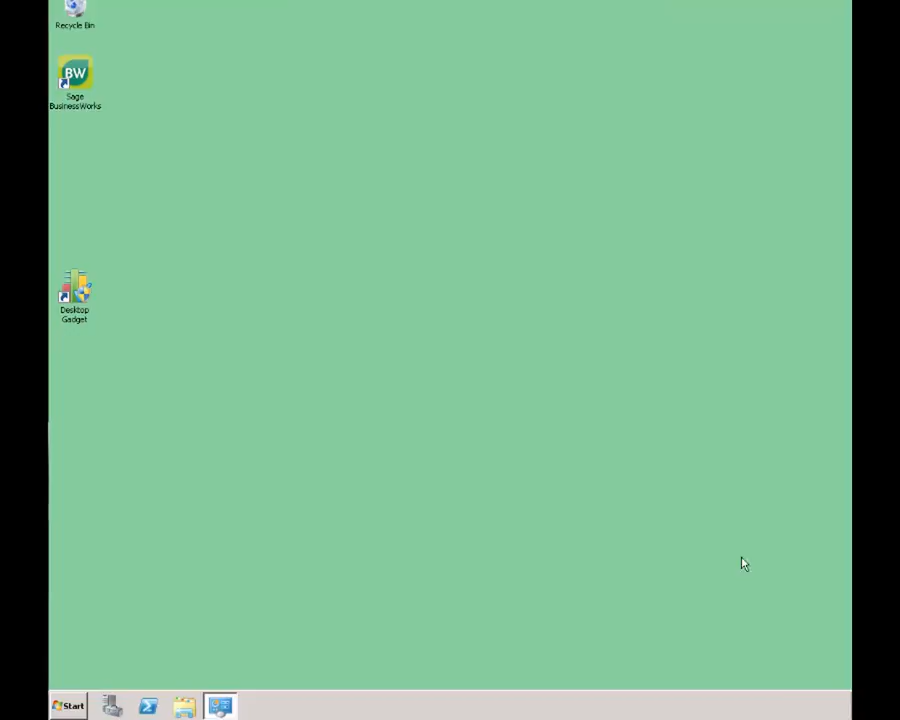 Recycle Bin
BW
Sage
BusinessWorks
Desktop
Gadget
Start